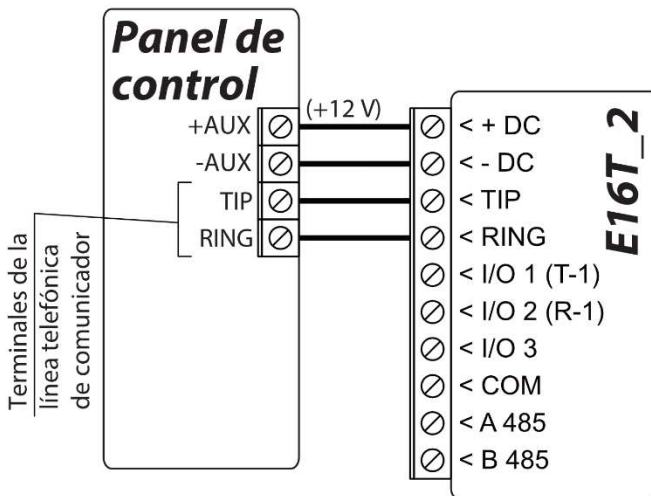 Panel de
control
(+12 V)
+AUX
-AUX
TIP
RING
Terminales de la
línea telefónica
de comunicador
< + DC
< - DC
< TIP
< RING
< I/O 1 (T-1)
< I/O 2 (R-1)
< I/O 3
< COM
< A 485
< B 485
E16T_2